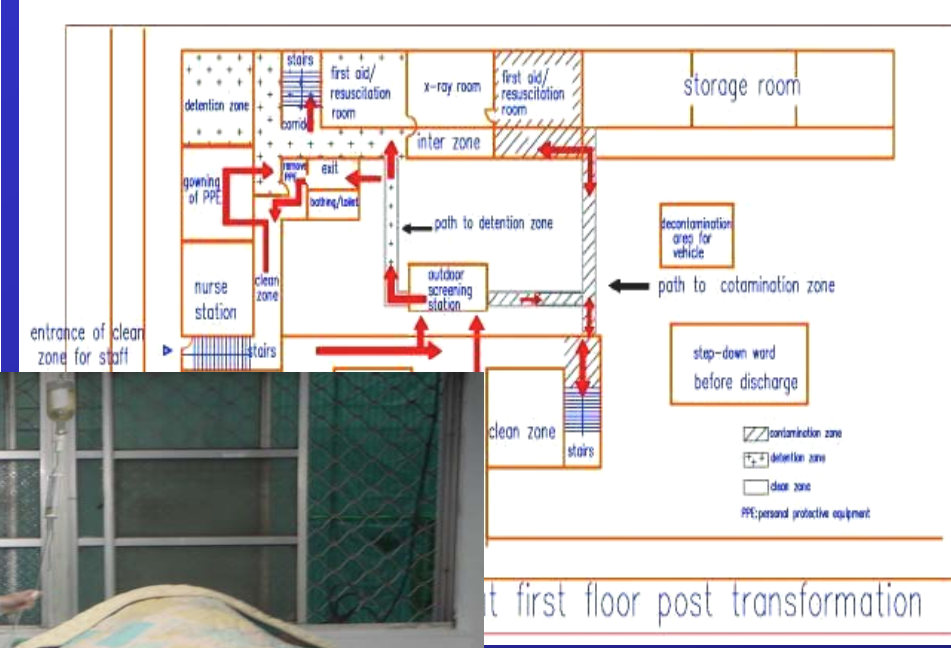 stairs
detention zone
first aid/
resuscitation
room
x-ray room
first aid/
resuscitation
room
storage room
corrido
inter zone
gowning
of PPE
remove
PPE
exit
bathing/toilet
path to detention zone
decontamination
area for
vehicle
nurse
station
clean
zone
outdoor
screening
station
path to cotamination zone
entrance of clean
zone for staff
stairs
step-down ward
before discharge
clean zone
stairs
contamination zone
detention zone
clean zone
PPE:personal protective equipment
at first floor post transformation